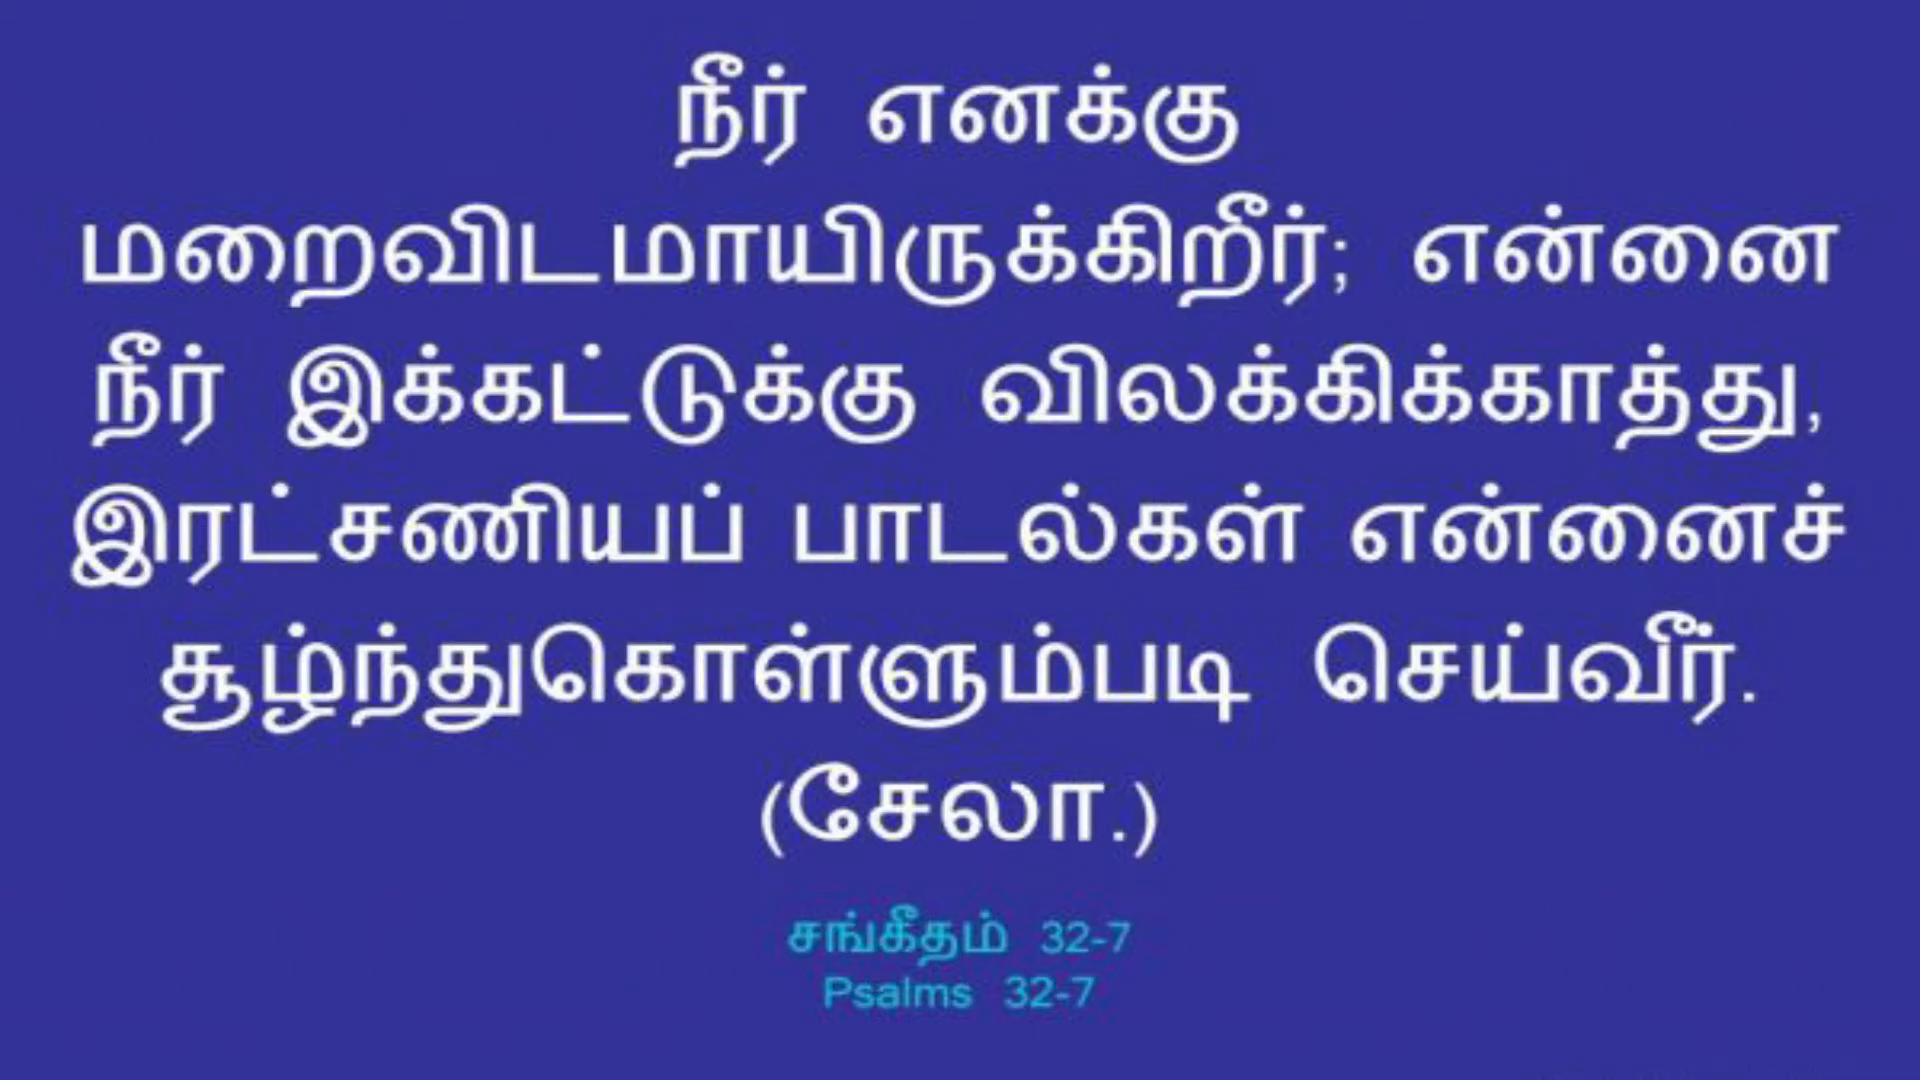 நீர் எனக்கு
மறைவிடமாயிருக்கிறீர்; என்னை
நீர் இக்கட்டுக்கு விலக்கிக்காத்து,
இரட்சணியப் பாடல்கள் என்னைச்
சூழ்ந்துகொள்ளும்படி செய்வீர்.
(சேலா.)
சங்கீதம் 32-7
Psalms 32-7